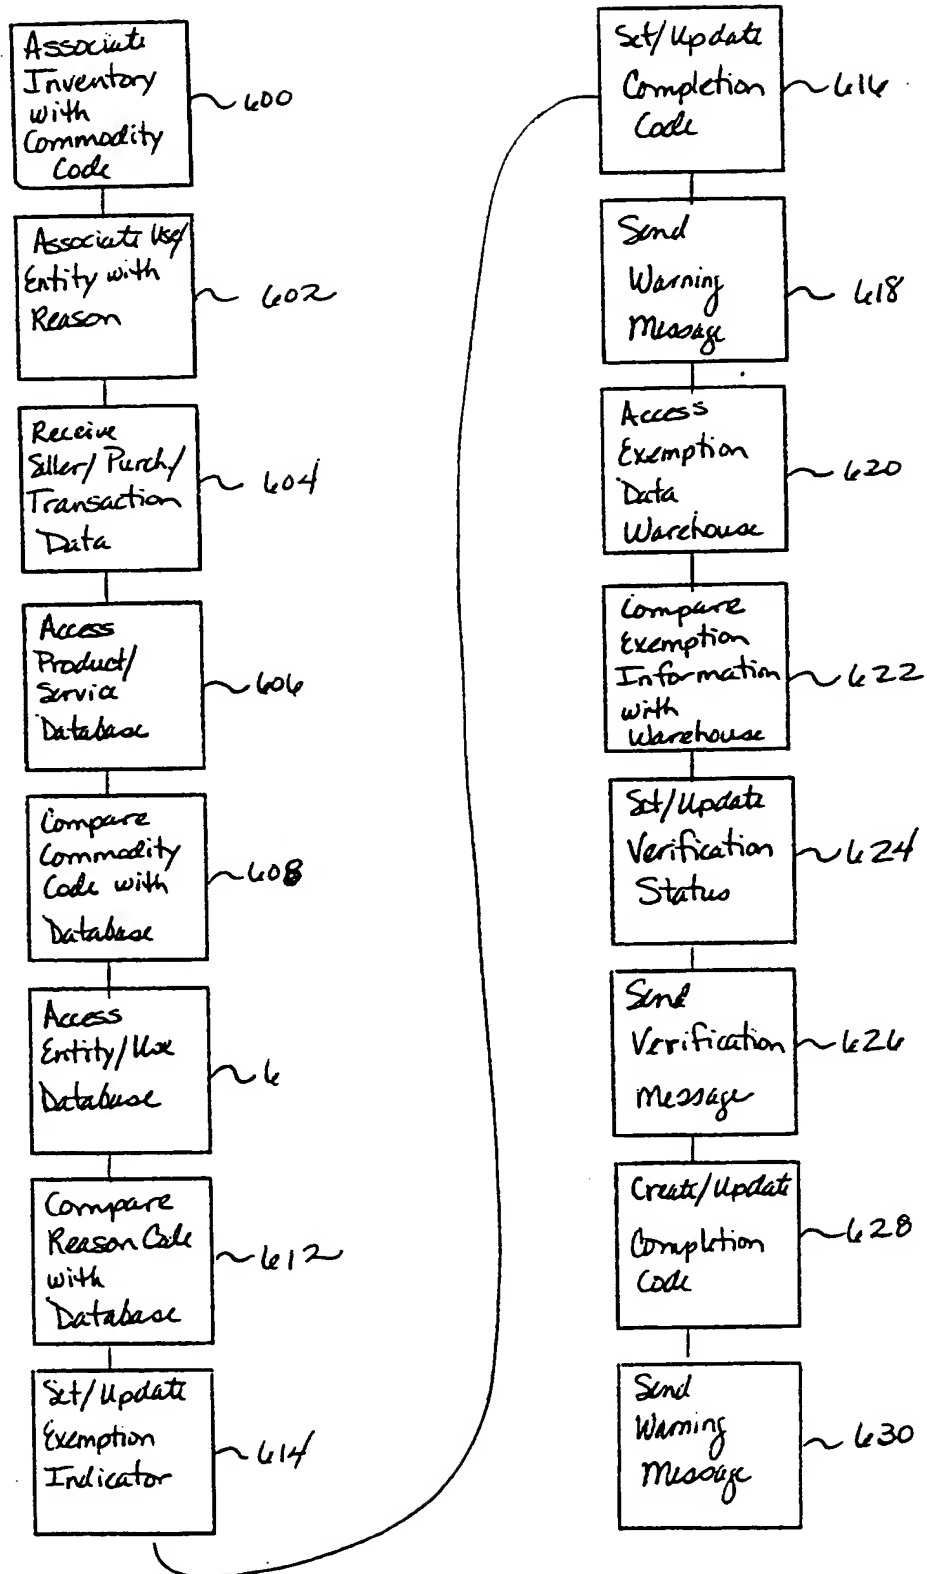 Associate
Inventory
with
Commodity
Code
600
Associate Use/
Entity with
Reason
602
Receive
Seller/Purch/
Transaction
Data
604
Access
Product/
Service
Database
606
Compare
Commodity
Code with
Database
608
Access
Entity/Use
Database
6
Compare
Reason Code
with
Database
612
Set/Update
Exemption
Indicator
614
Set/Update
Completion
Code
616
Send
Warning
Message
618
Access
Exemption
Data
Warehouse
620
Compare
Exemption
Information
with
Warehouse
622
Set/Update
Verification
Status
624
Send
Verification
Message
626
Create/Update
Completion
Code
628
Send
Warning
Message
630